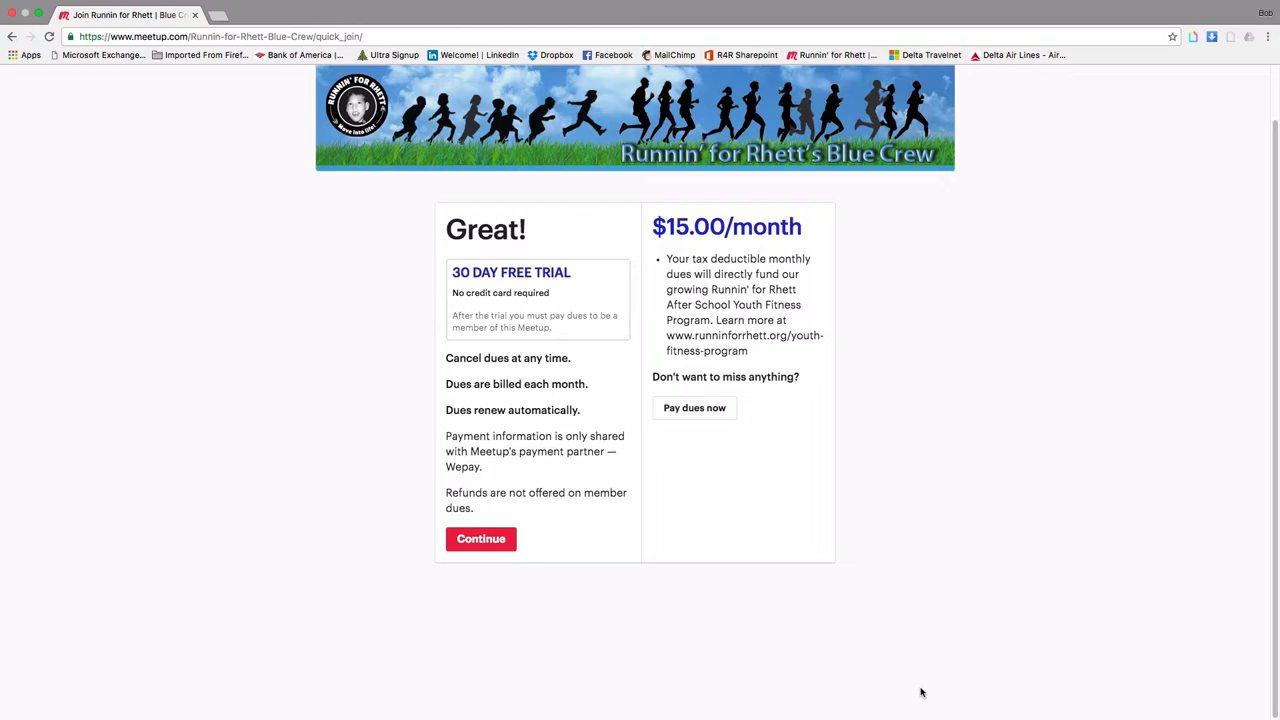 Join Runnin for Rhett | Blue Cr
Bob
https://www.meetup.com/Runnin-for-Rhett-Blue-Crew/quick_join/
Apps Microsoft Exchange... Imported From Firef... Bank of America |... Ultra Signup Welcome! | LinkedIn Dropbox Facebook MailChimp R4R Sharepoint Runnin' for Rhett |... Delta Travelnet Delta Air Lines - Air...
RUNNIN' FOR RHETT
Move into life!
Runnin' for Rhett's Blue Crew
Great!
30 DAY FREE TRIAL
No credit card required
After the trial you must pay dues to be a
member of this Meetup.
Cancel dues at any time.
Dues are billed each month.
Dues renew automatically.
Payment information is only shared
with Meetup's payment partner —
Wepay.
Refunds are not offered on member
dues.
Continue
$15.00/month
• Your tax deductible monthly
dues will directly fund our
growing Runnin' for Rhett
After School Youth Fitness
Program. Learn more at
www.runninforrhett.org/youth-
fitness-program
Don't want to miss anything?
Pay dues now